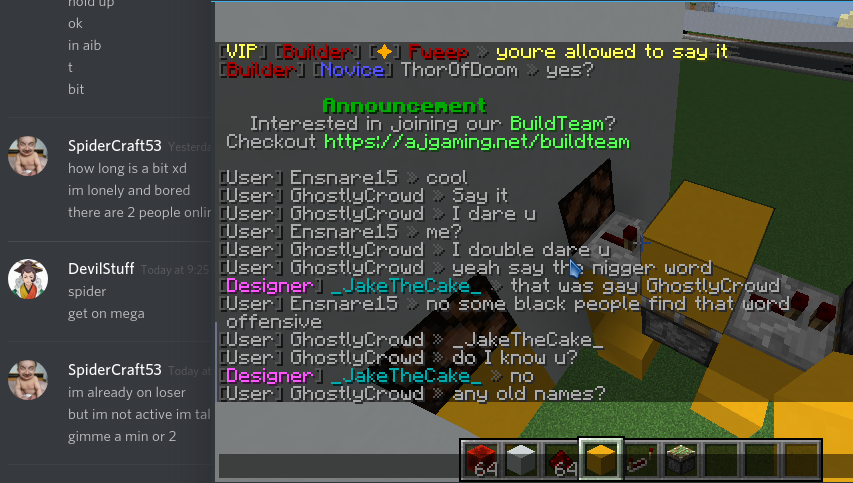 hold up
ok
in aib
t
bit
SpiderCraft53 Yesterda
how long is a bit xd
im lonely and bored
there are 2 people onlin
DevilStuff Today at 9:25
spider
get on mega
SpiderCraft53 Today at
im already on loser
but im not active im tal
gimme a min or 2
[VIP] [Builder] [✦] Fweep » youre allowed to say it
[Builder] [Novice] ThorOfDoom » yes?
Announcement
Interested in joining our BuildTeam?
Checkout https://ajgaming.net/buildteam
[User] Ensnare15 » cool
[User] GhostlyCrowd » Say it
[User] GhostlyCrowd » I dare u
[User] Ensnare15 » me?
[User] GhostlyCrowd » I double dare u
[User] GhostlyCrowd » yeah say the nigger word
[Designer] _JakeTheCake_ » that was gay GhostlyCrowd
[User] Ensnare15 » no some black people find that word
offensive
[User] GhostlyCrowd » _JakeTheCake_
[User] GhostlyCrowd » do I know u?
[Designer] _JakeTheCake_ » no
[User] GhostlyCrowd » any old names?
64 64